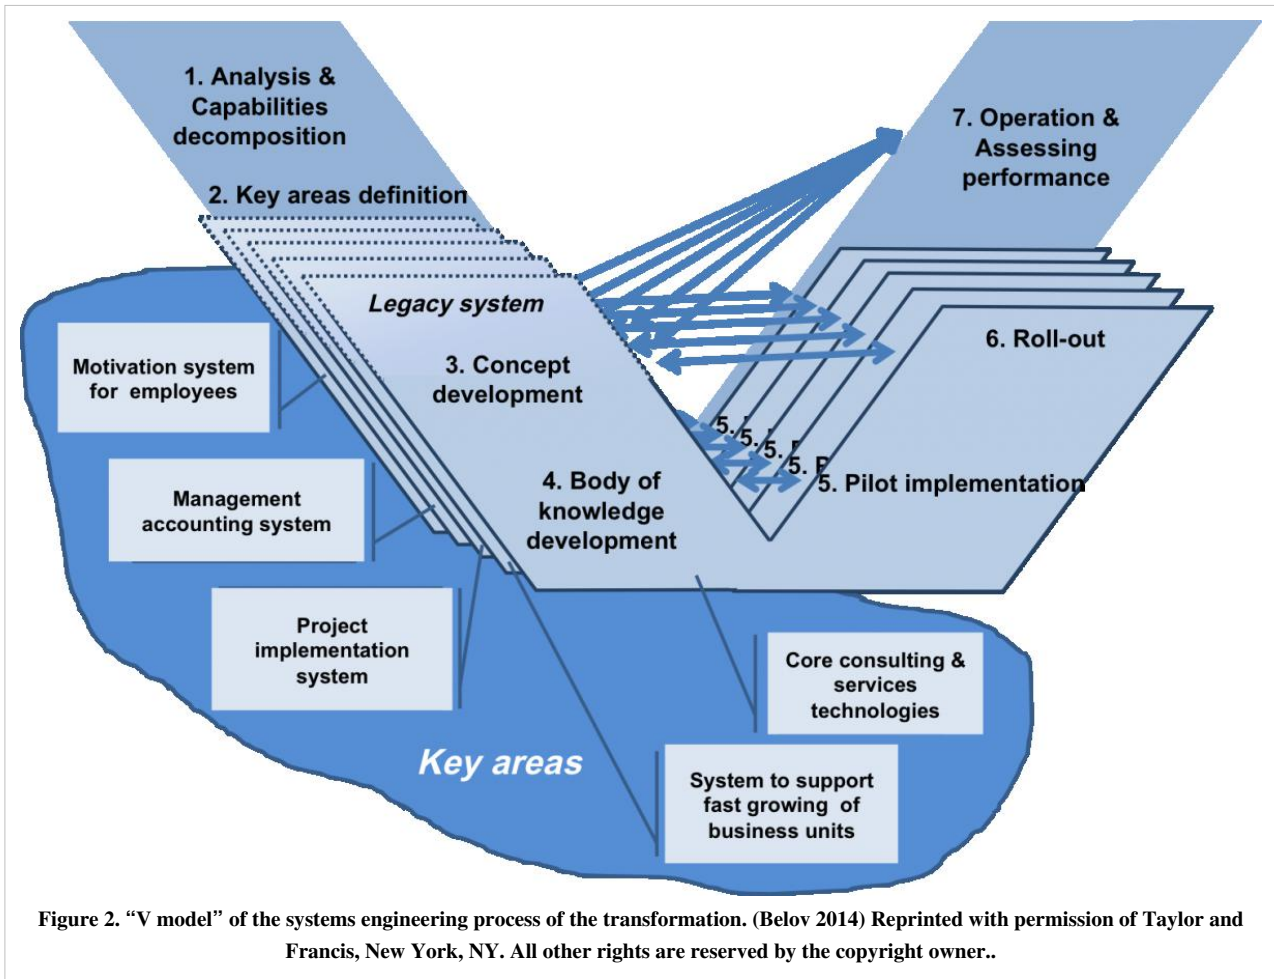 1. Analysis &
Capabilities
decomposition
2. Key areas definition
Legacy system
3. Concept
development
4. Body of
knowledge
development
5.
5.
5.
5. P
5. Pilot implementation
6. Roll-out
7. Operation &
Assessing
performance
Motivation system
for employees
Management
accounting system
Project
implementation
system
Key areas
Core consulting &
services
technologies
System to support
fast growing of
business units
Figure 2. “V model” of the systems engineering process of the transformation. (Belov 2014) Reprinted with permission of Taylor and
Francis, New York, NY. All other rights are reserved by the copyright owner..